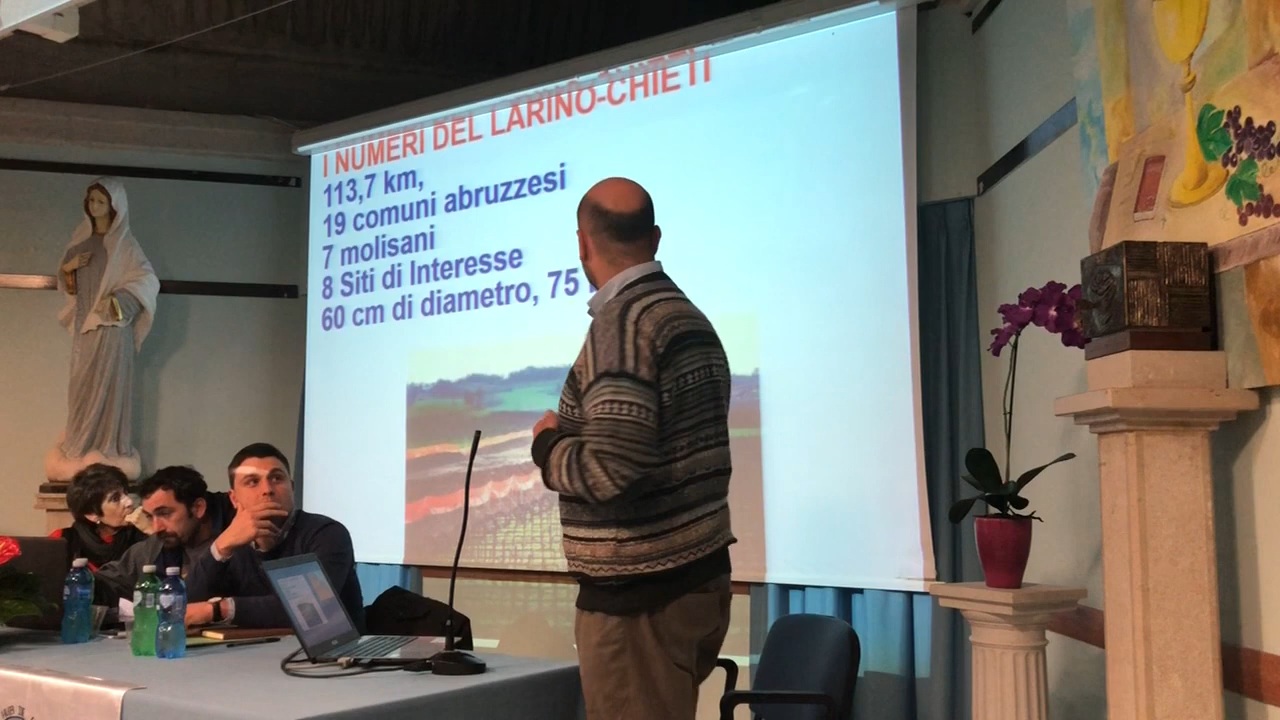 I NUMERI DEL LARINO-CHIETI
113,7 km,
19 comuni abruzzesi
7 molisani
8 Siti di Interesse
60 cm di diametro, 75